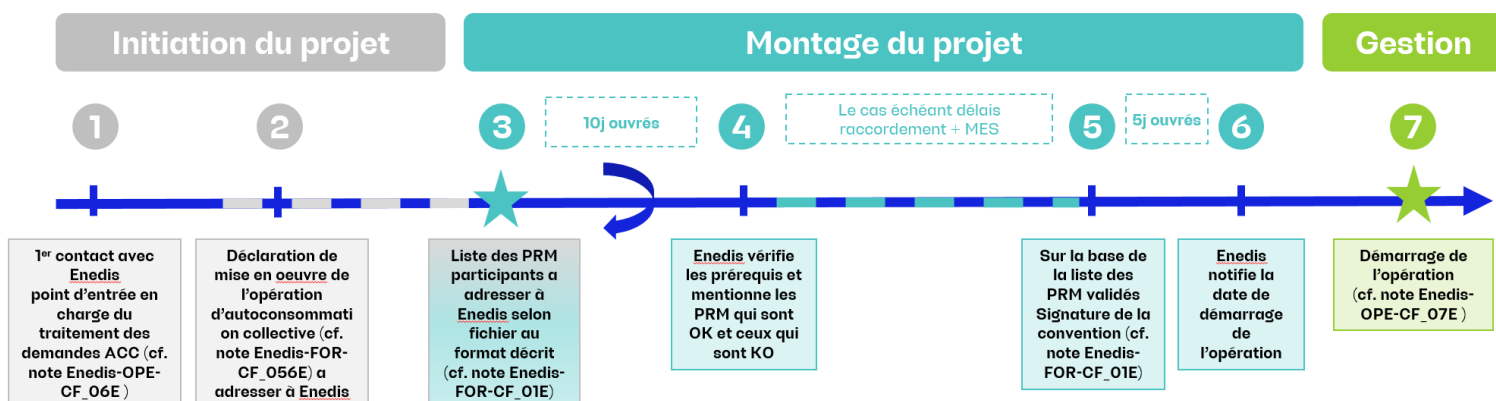 Initiation du projet
Montage du projet
Gestion
1
2
3
10j ouvrés
4
Le cas échéant délais
raccordement + MES
5
5j ouvrés
6
7
1er contact avec
Enedis
point d'entrée en
charge du
traitement des
demandes ACC (cf.
note Enedis-OPE-
CF_06E )
Déclaration de
mise en oeuvre de
l'opération
d'autoconsommati
on collective (cf.
note Enedis-FOR-
CF_056E) a
adresser à Enedis
Liste des PRM
participants a
adresser à
Enedis selon
fichier au
format décrit
(cf. note Enedis-
FOR-CF_01E)
Enedis vérifie
les prérequis et
mentionne les
PRM qui sont
OK et ceux qui
sont KO
Sur la base de
la liste des
PRM validés
Signature de la
convention (cf.
note Enedis-
FOR-CF_01E)
Enedis
notifie la
date de
démarrage
de
l'opération
Démarrage de
l'opération
(cf. note Enedis-
OPE-CF_07E )